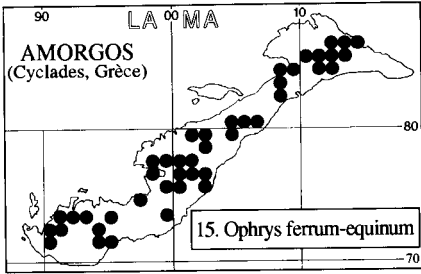 90 00 10
LA MA
AMORGOS
(Cyclades, Grèce)
80
15. Ophrys ferrum-equinum
70